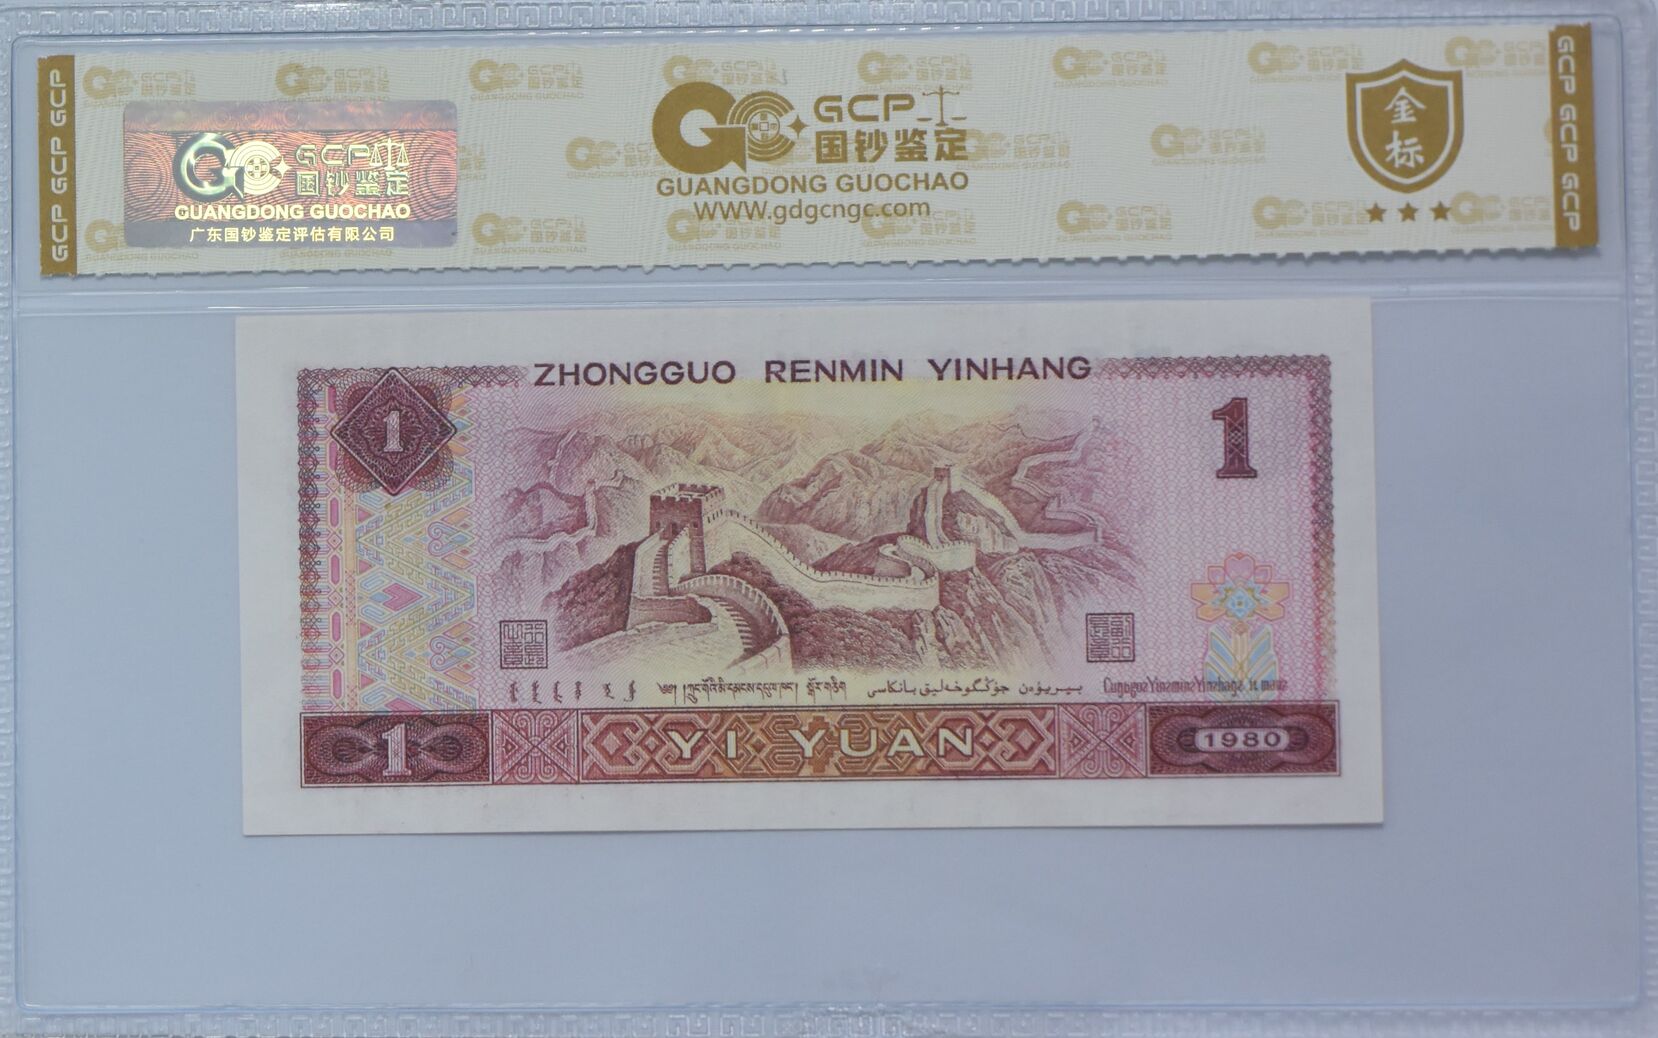 GCP GCP GCP
GCP
国钞鉴定
GUANGDONG GUOCHAO
广东国钞鉴定评估有限公司
GCP
国钞鉴定
GUANGDONG GUOCHAO
WWW.gdgcngc.com
金标
GCP GCP GCP
ZHONGGUO RENMIN YINHANG
1
1
1
YI YUAN
1980